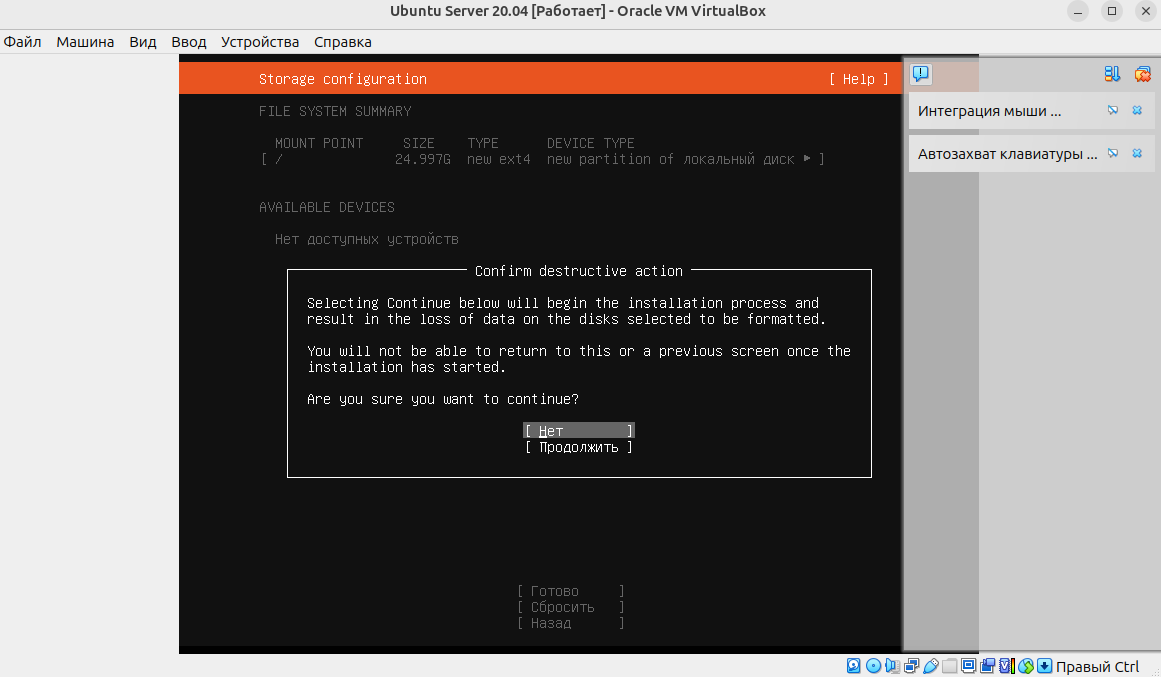 Ubuntu Server 20.04 [Работает] - Oracle VM VirtualBox
Файл Машина Вид Ввод Устройства Справка
Storage configuration [ Help ]
FILE SYSTEM SUMMARY
MOUNT POINT SIZE TYPE DEVICE TYPE
[ / 24.997G new ext4 new partition of локальный диск ▸ ]
AVAILABLE DEVICES
Нет доступных устройств
Confirm destructive action
Selecting Continue below will begin the installation process and
result in the loss of data on the disks selected to be formatted.
You will not be able to return to this or a previous screen once the
installation has started.
Are you sure you want to continue?
[ Нет ]
[ Продолжить ]
[ Готово ]
[ Сбросить ]
[ Назад ]
Интеграция мыши ...
Автозахват клавиатуры ...
Правый Ctrl